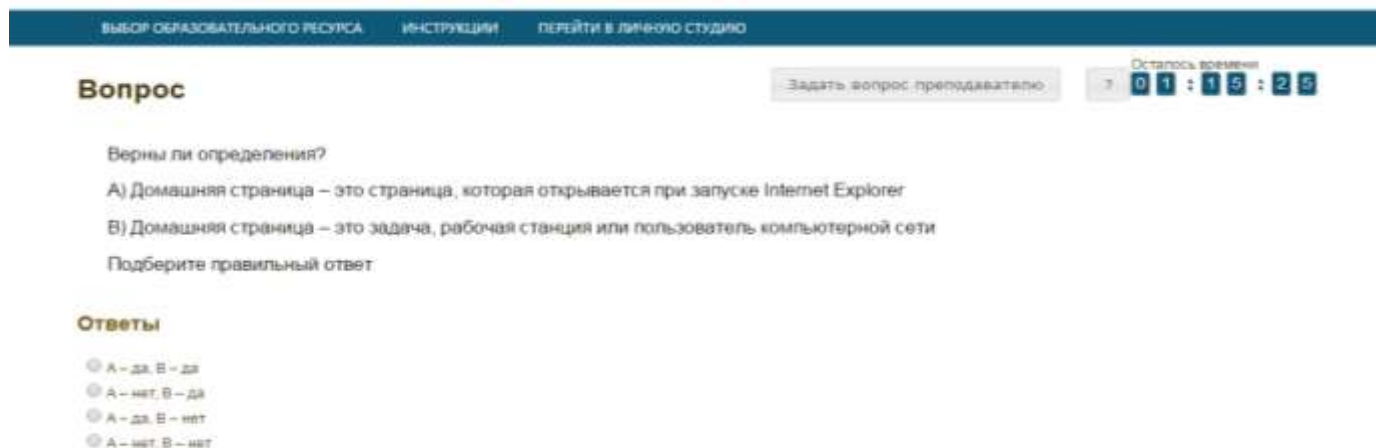 ВЫБОР ОБРАЗОВАТЕЛЬНОГО РЕСУРСА ИНСТРУКЦИИ ПЕРЕЙТИ В ЛИЧНУЮ СТУДИЮ
Осталось времени
Вопрос Задать вопрос преподавателю ? 01:15:25
Верны ли определения?
А) Домашняя страница – это страница, которая открывается при запуске Internet Explorer
В) Домашняя страница – это задача, рабочая станция или пользователь компьютерной сети
Подберите правильный ответ
Ответы
А – да, В – да
А – нет, В – да
А – да, В – нет
А – нет, В – нет